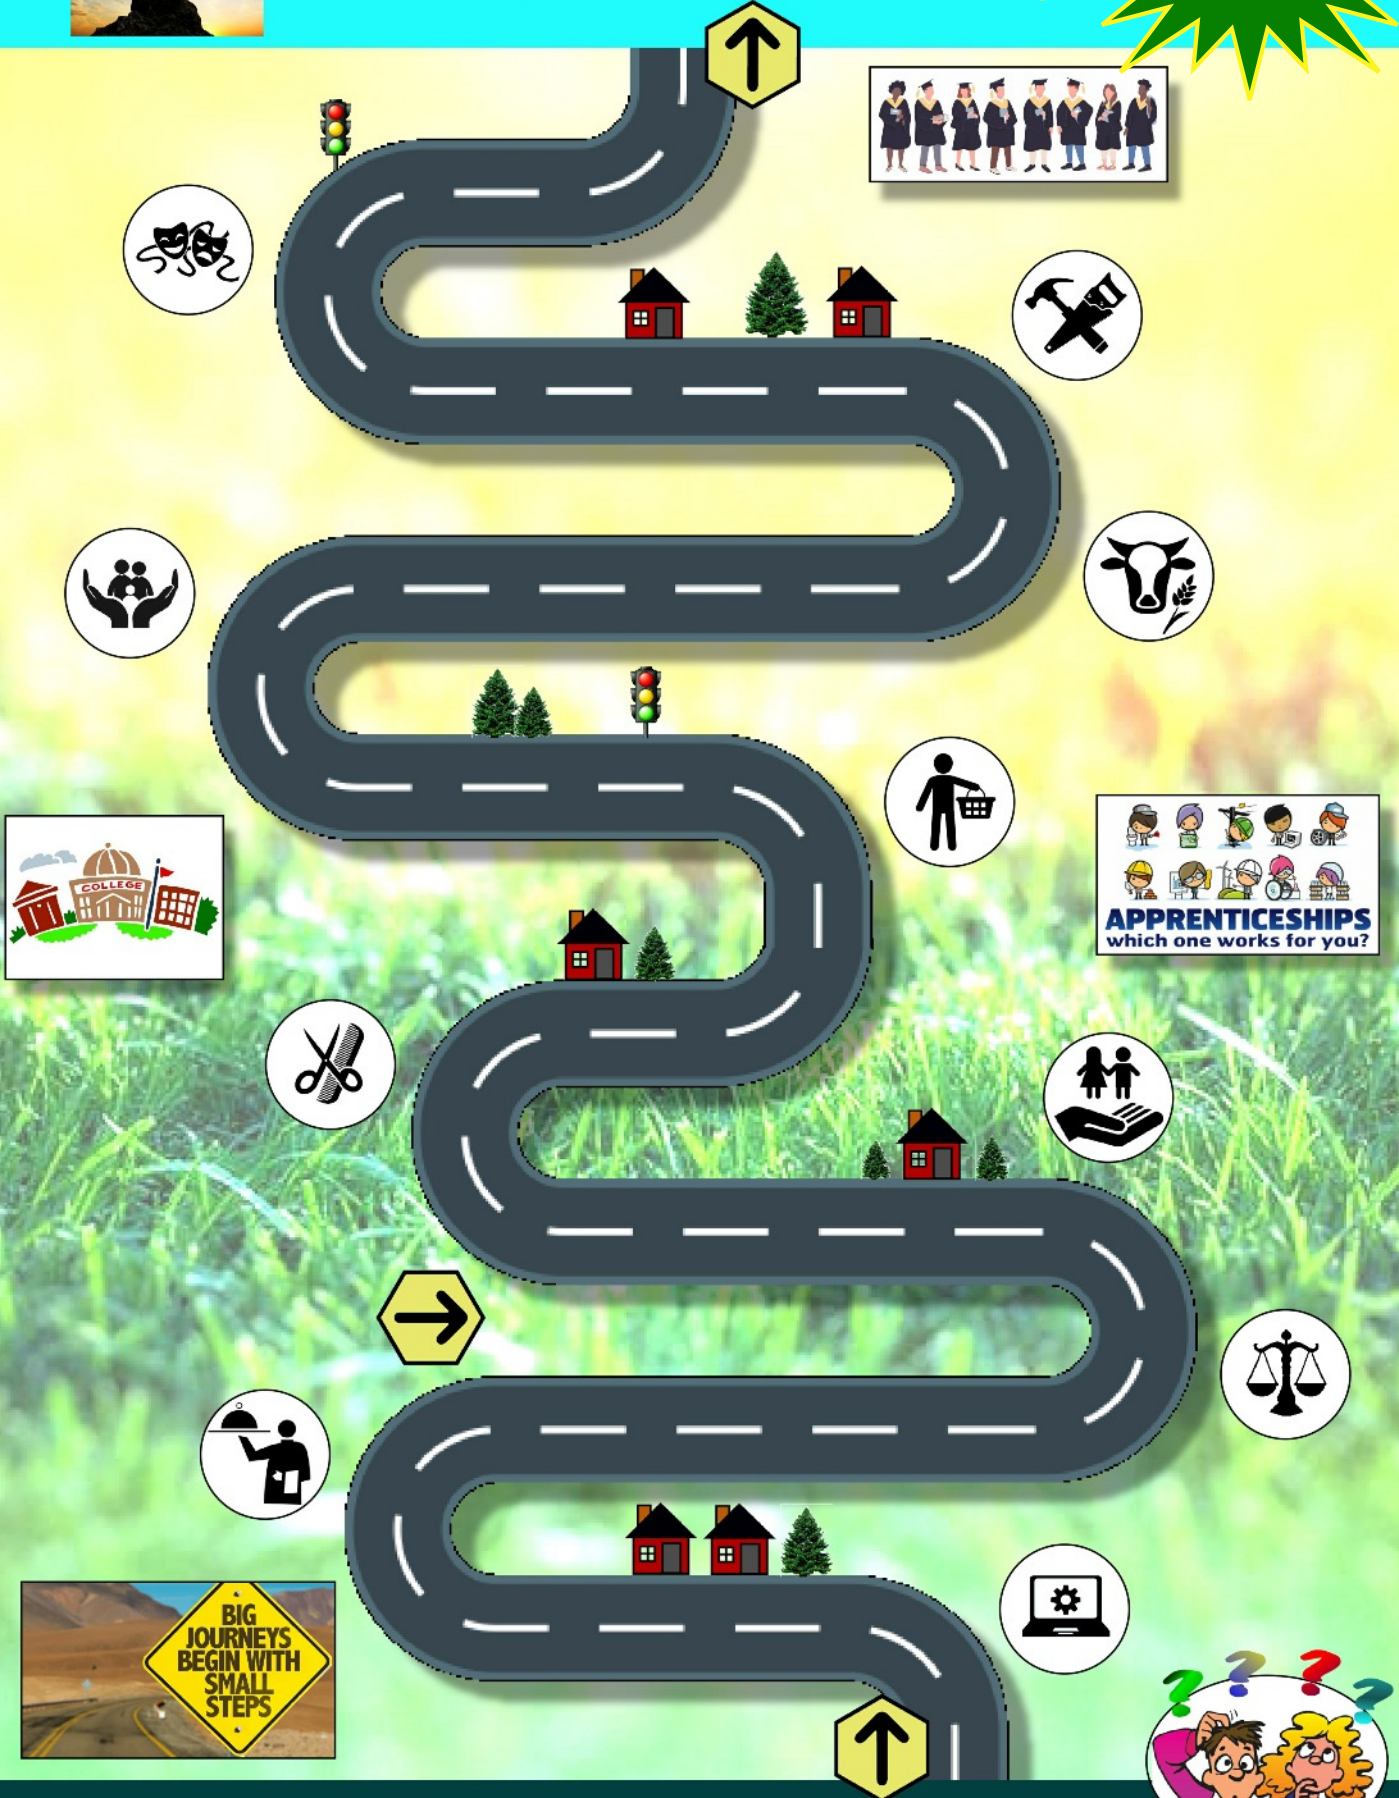 COLLEGE
APPRENTICESHIPS
which one works for you?
BIG
JOURNEYS
BEGIN WITH
SMALL
STEPS